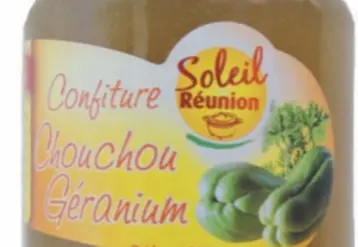 Soleil
Réunion
Confiture
Chouchou
Géranium